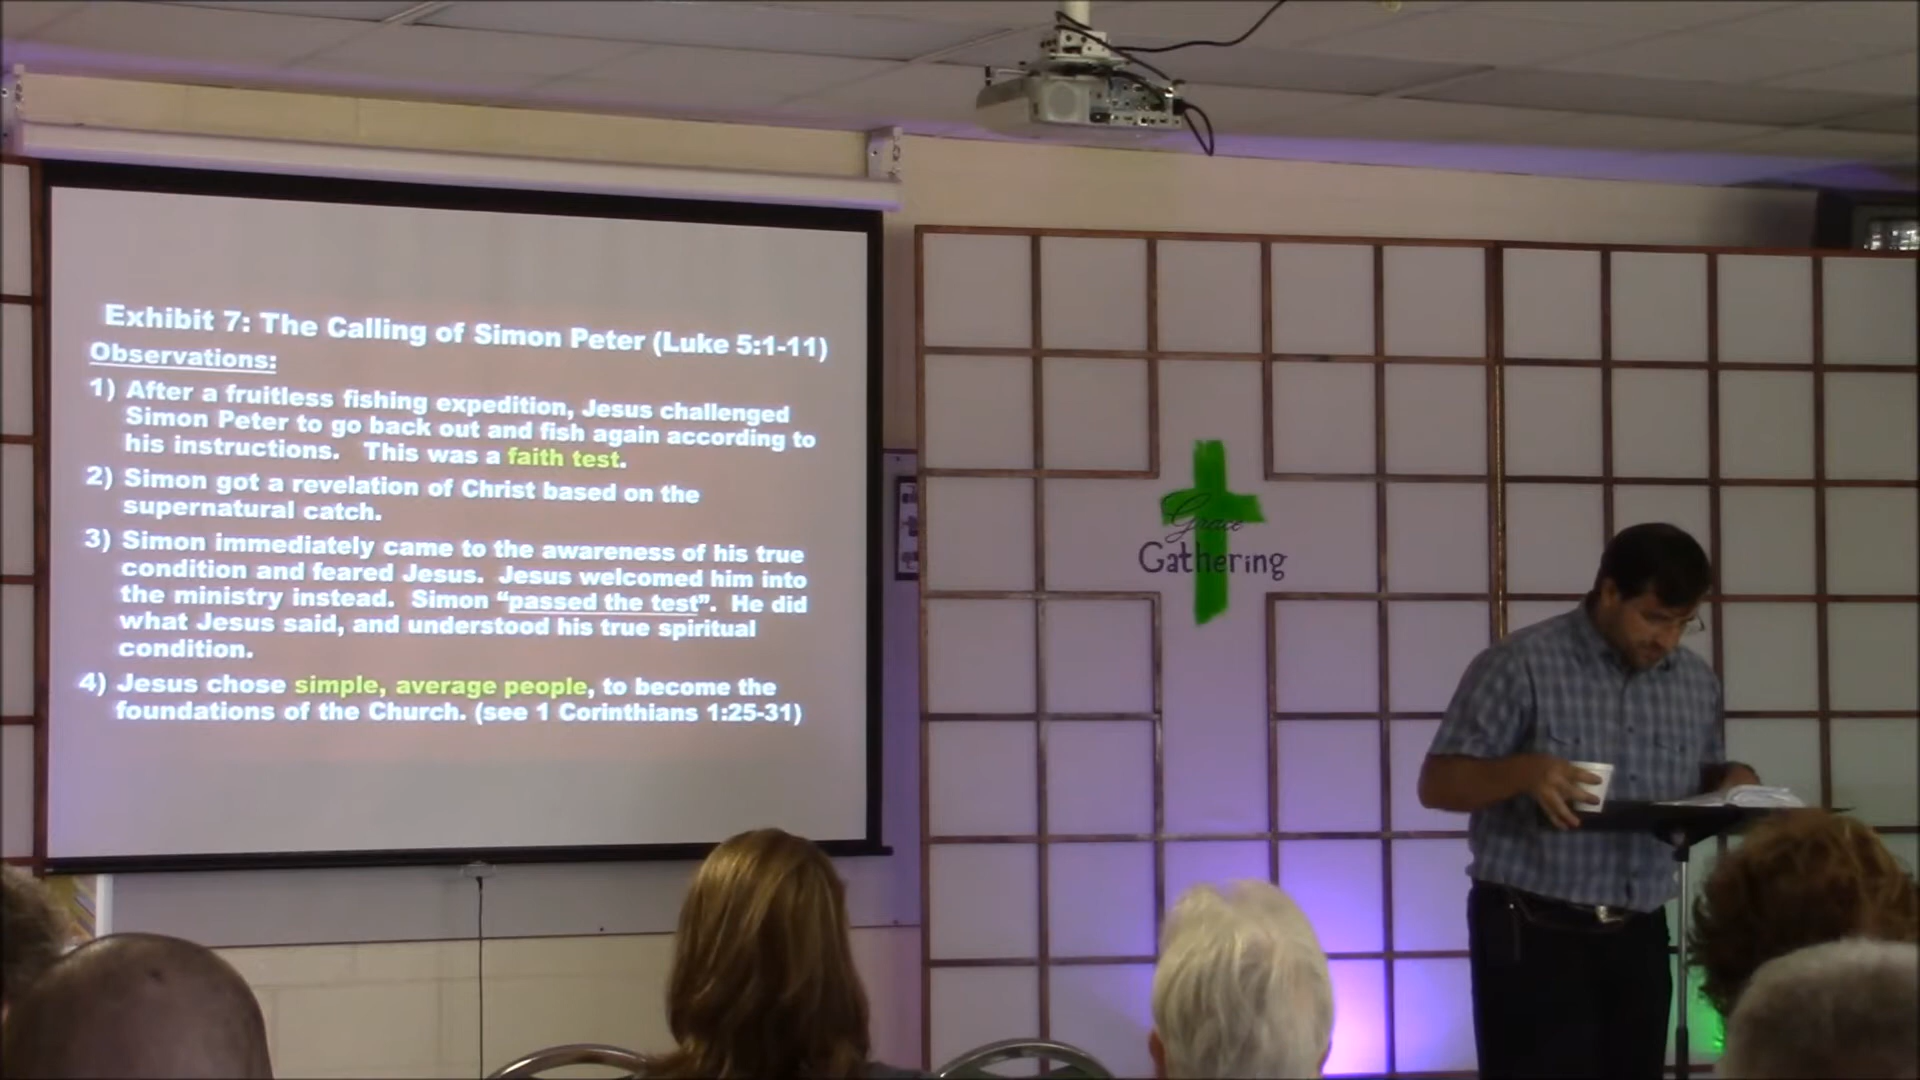 Exhibit 7: The Calling of Simon Peter (Luke 5:1-11)
Observations:
1) After a fruitless fishing expedition, Jesus challenged
Simon Peter to go back out and fish again according to
his instructions. This was a faith test.
2) Simon got a revelation of Christ based on the
supernatural catch.
3) Simon immediately came to the awareness of his true
condition and feared Jesus. Jesus welcomed him into
the ministry instead. Simon “passed the test”. He did
what Jesus said, and understood his true spiritual
condition.
4) Jesus chose simple, average people, to become the
foundations of the Church. (see 1 Corinthians 1:25-31)
Grace
Gathering